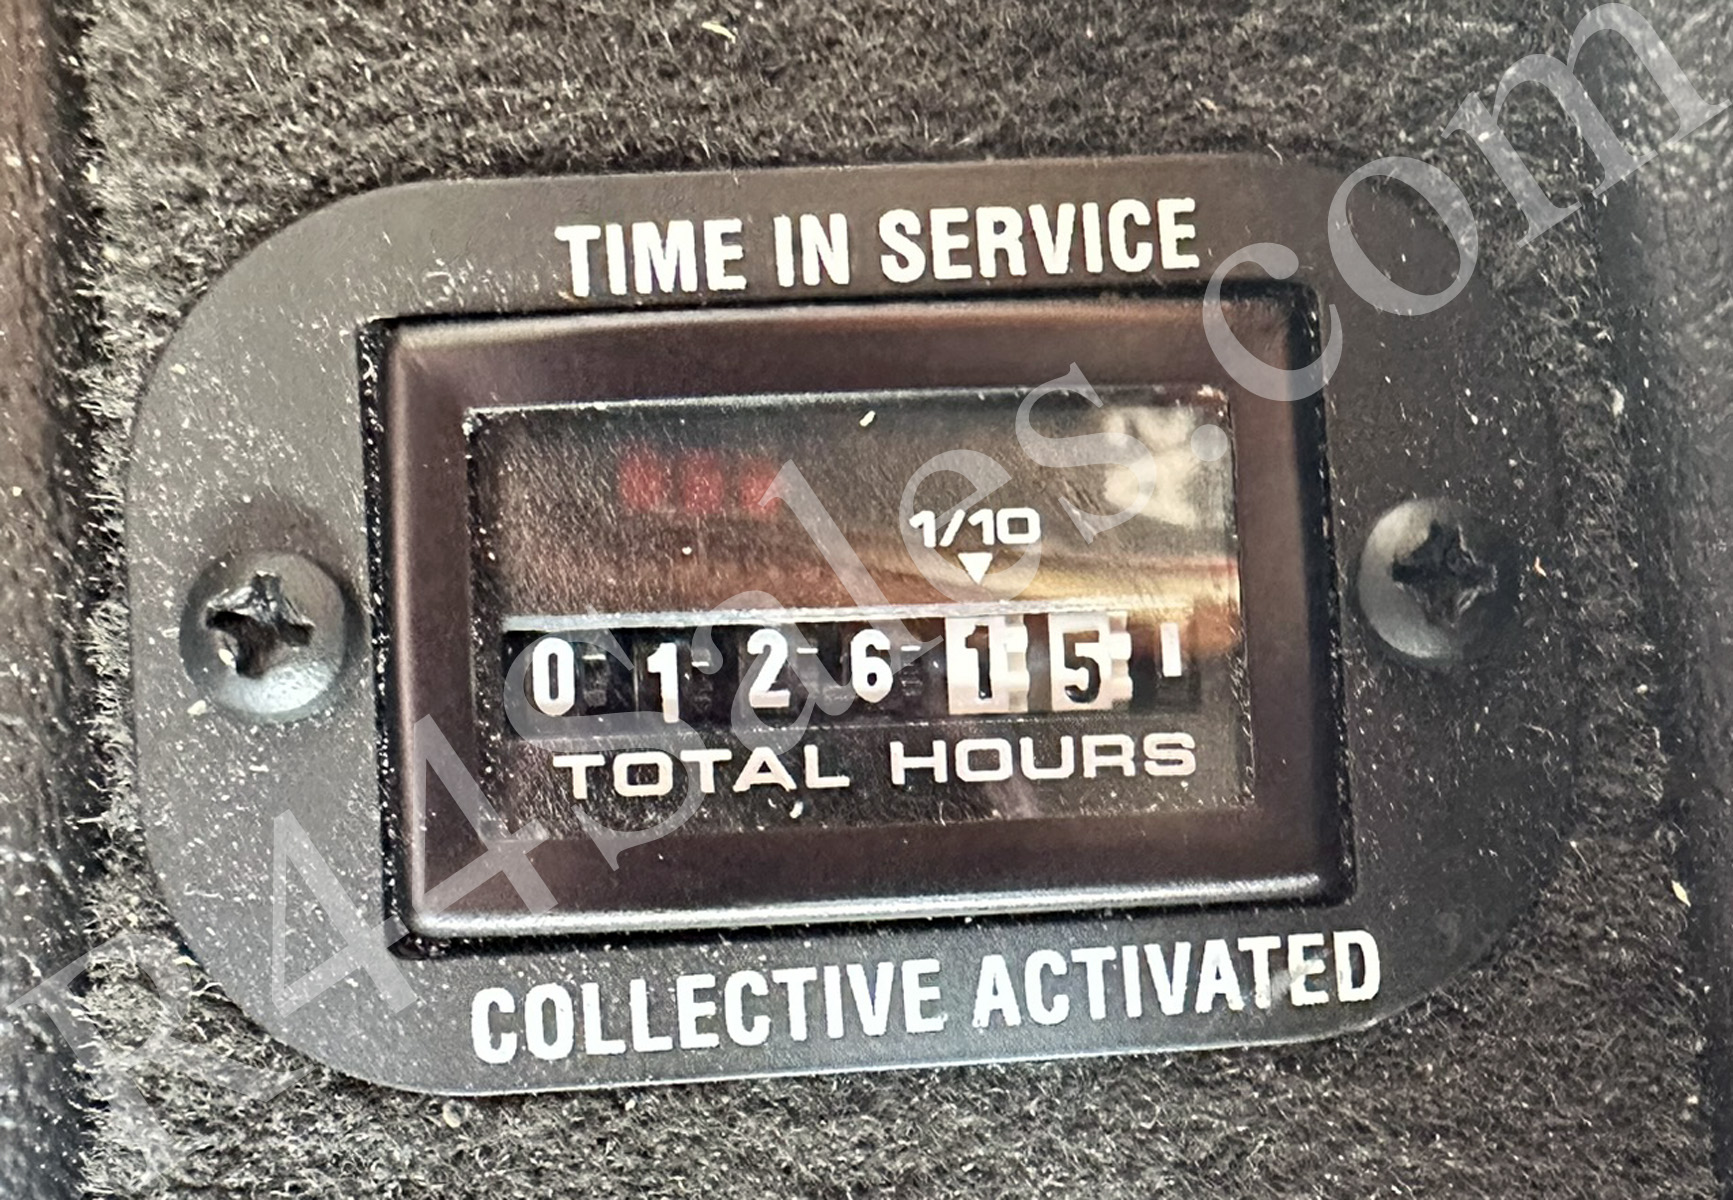 TIME IN SERVICE
1/10
0 1 2 6 1 5
TOTAL HOURS
COLLECTIVE ACTIVATED
R44Sales.com